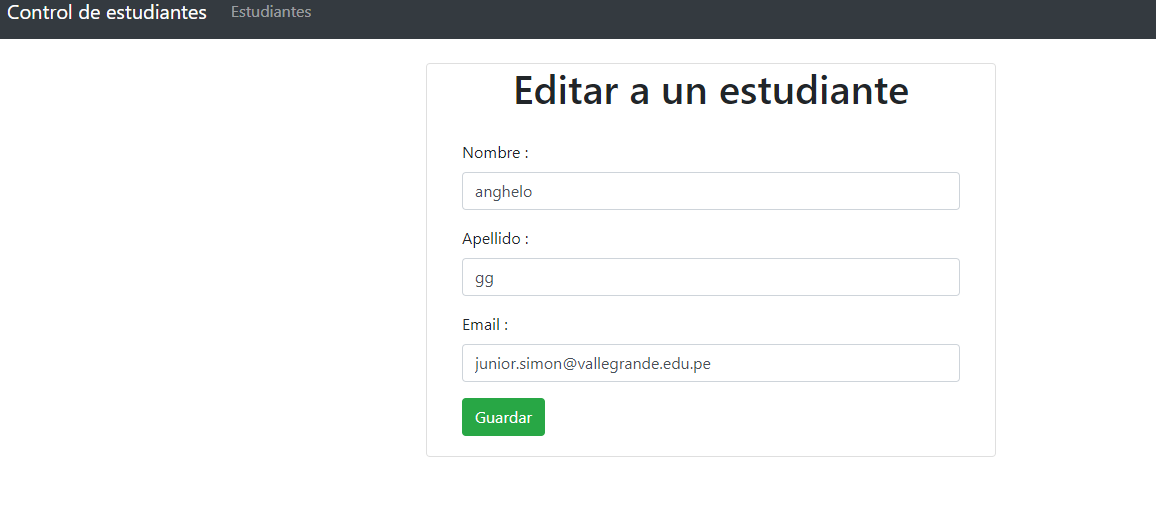 Control de estudiantes Estudiantes
Editar a un estudiante
Nombre :
anghelo
Apellido :
gg
Email :
junior.simon@vallegrande.edu.pe
Guardar